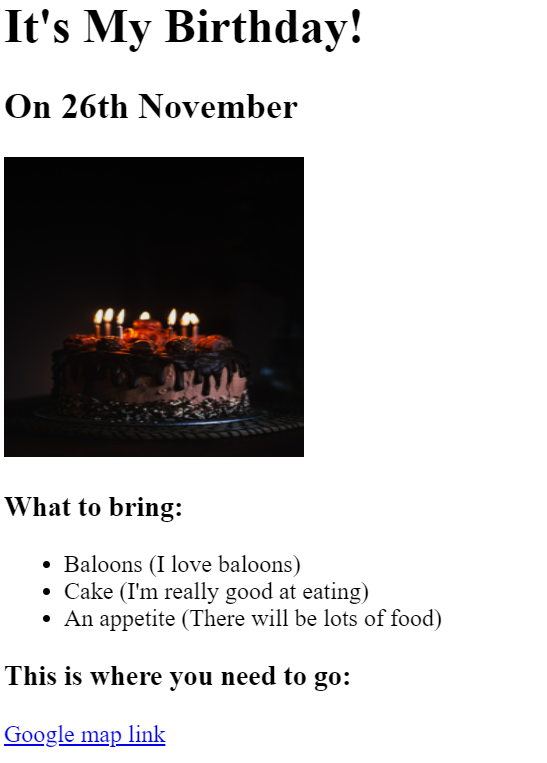 It's My Birthday!
On 26th November
What to bring:
Baloons (I love baloons)
Cake (I'm really good at eating)
An appetite (There will be lots of food)
This is where you need to go:
Google map link